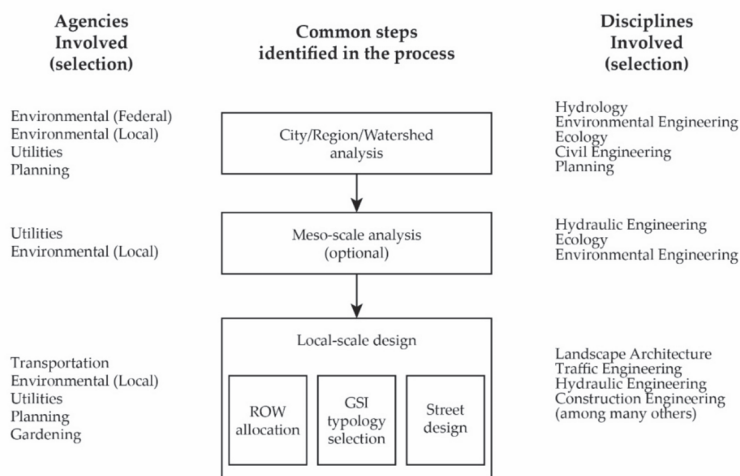 Agencies
Involved
(selection)
Common steps
identified in the process
Disciplines
Involved
(selection)
Environmental (Federal)
Environmental (Local)
Utilities
Planning
City/Region/Watershed
analysis
Hydrology
Environmental Engineering
Ecology
Civil Engineering
Planning
Utilities
Environmental (Local)
Meso-scale analysis
(optional)
Hydraulic Engineering
Ecology
Environmental Engineering
Transportation
Environmental (Local)
Utilities
Planning
Gardening
Local-scale design
ROW
allocation
GSI
typology
selection
Street
design
Landscape Architecture
Traffic Engineering
Hydraulic Engineering
Construction Engineering
(among many others)